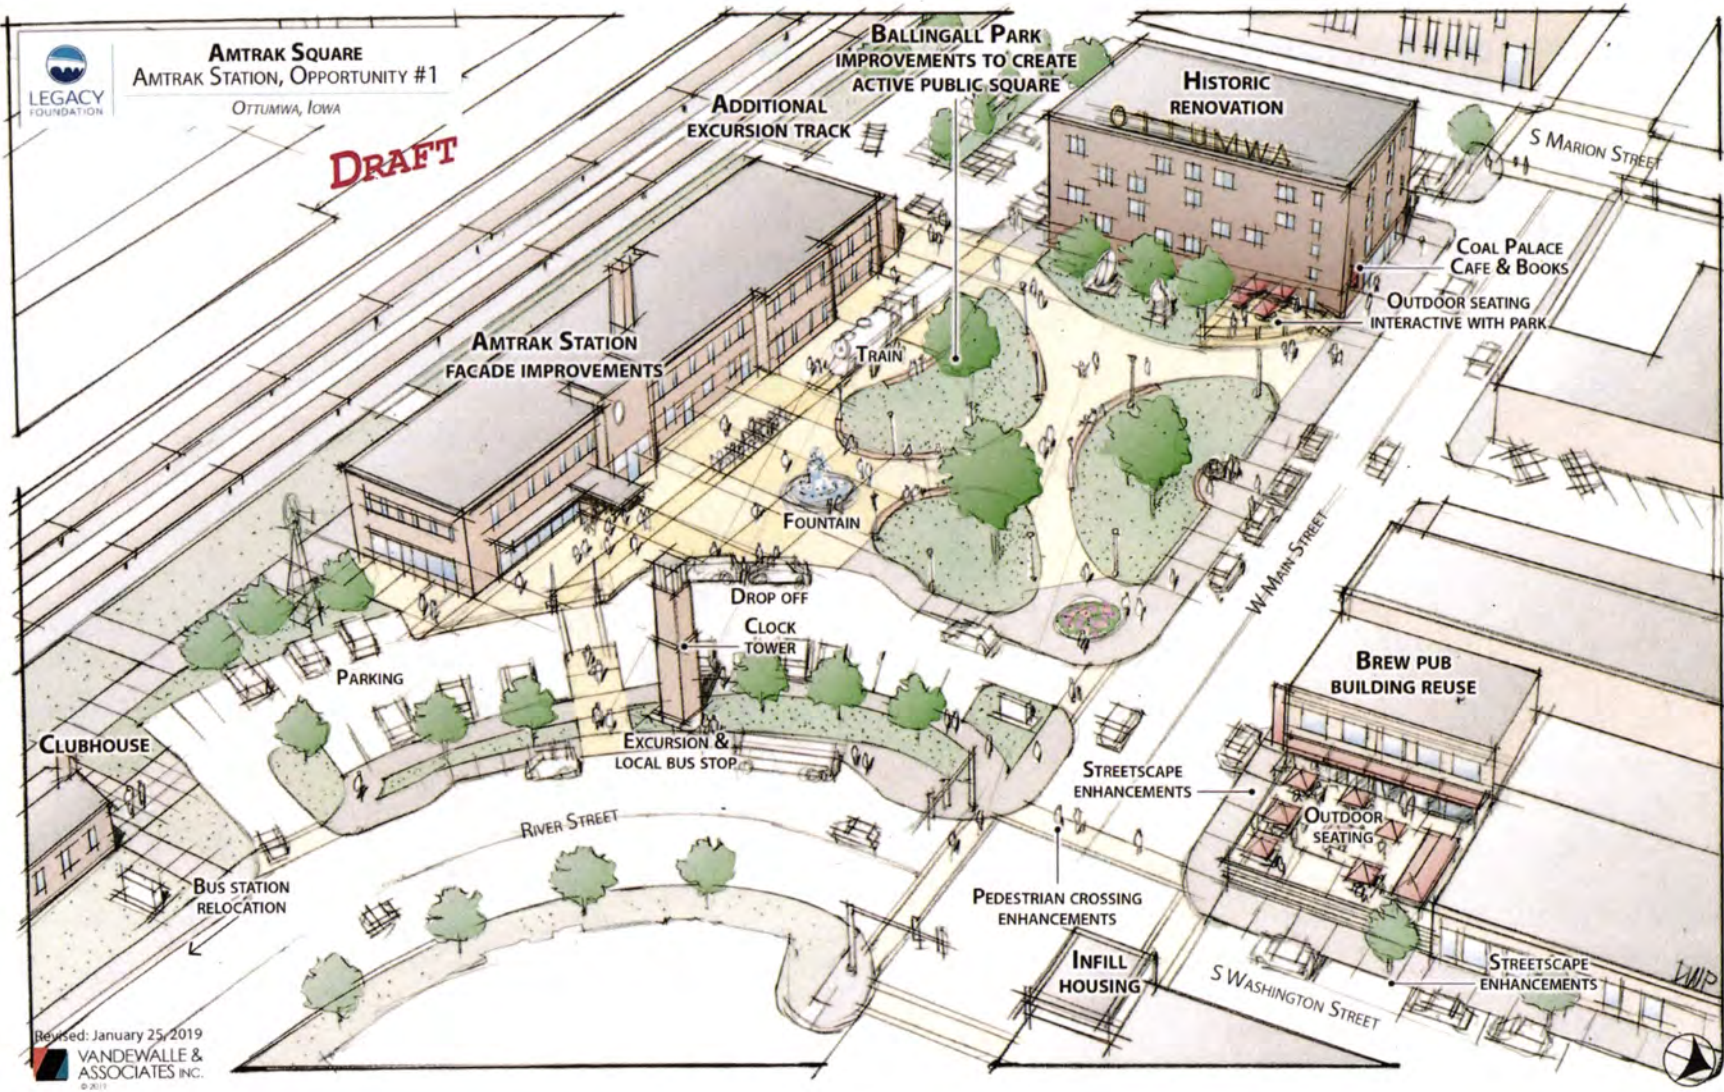 LEGACY
FOUNDATION
AMTRAK SQUARE
AMTRAK STATION, OPPORTUNITY #1
OTTUMWA, IOWA
DRAFT
BALLINGALL PARK
IMPROVEMENTS TO CREATE
ACTIVE PUBLIC SQUARE
ADDITIONAL
EXCURSION TRACK
HISTORIC
RENOVATION
OTTUMWA
S MARION STREET
COAL PALACE
CAFE & BOOKS
OUTDOOR SEATING
INTERACTIVE WITH PARK
AMTRAK STATION
FACADE IMPROVEMENTS
TRAIN
FOUNTAIN
W MAIN STREET
DROP OFF
CLOCK
TOWER
PARKING
BREW PUB
BUILDING REUSE
CLUBHOUSE
EXCURSION &
LOCAL BUS STOP
STREETSCAPE
ENHANCEMENTS
OUTDOOR
SEATING
RIVER STREET
BUS STATION
RELOCATION
PEDESTRIAN CROSSING
ENHANCEMENTS
INFILL
HOUSING
S WASHINGTON STREET
STREETSCAPE
ENHANCEMENTS
Revised: January 25, 2019
VANDEWALLE &
ASSOCIATES INC.